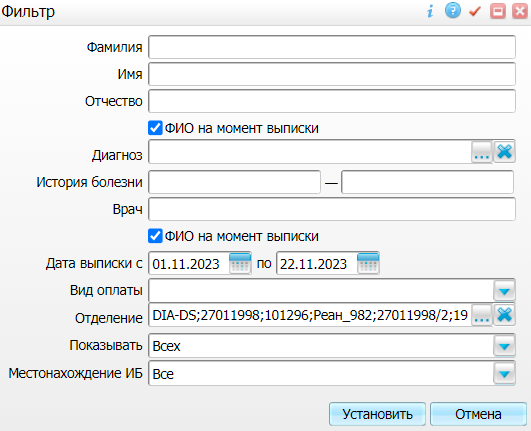 Фильтр
Фамилия
Имя
Отчество
ФИО на момент выписки
Диагноз ...
История болезни —
Врач
ФИО на момент выписки
Дата выписки с 01.11.2023 по 22.11.2023
Вид оплаты
Отделение DIA-DS;27011998;101296;Реан_982;27011998/2;19 ...
Показывать Всех
Местонахождение ИБ Все
Установить Отмена